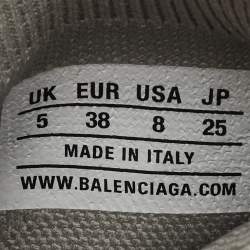 UK EUR USA JP
5 38 8 25
MADE IN ITALY
WWW.BALENCIAGA.COM